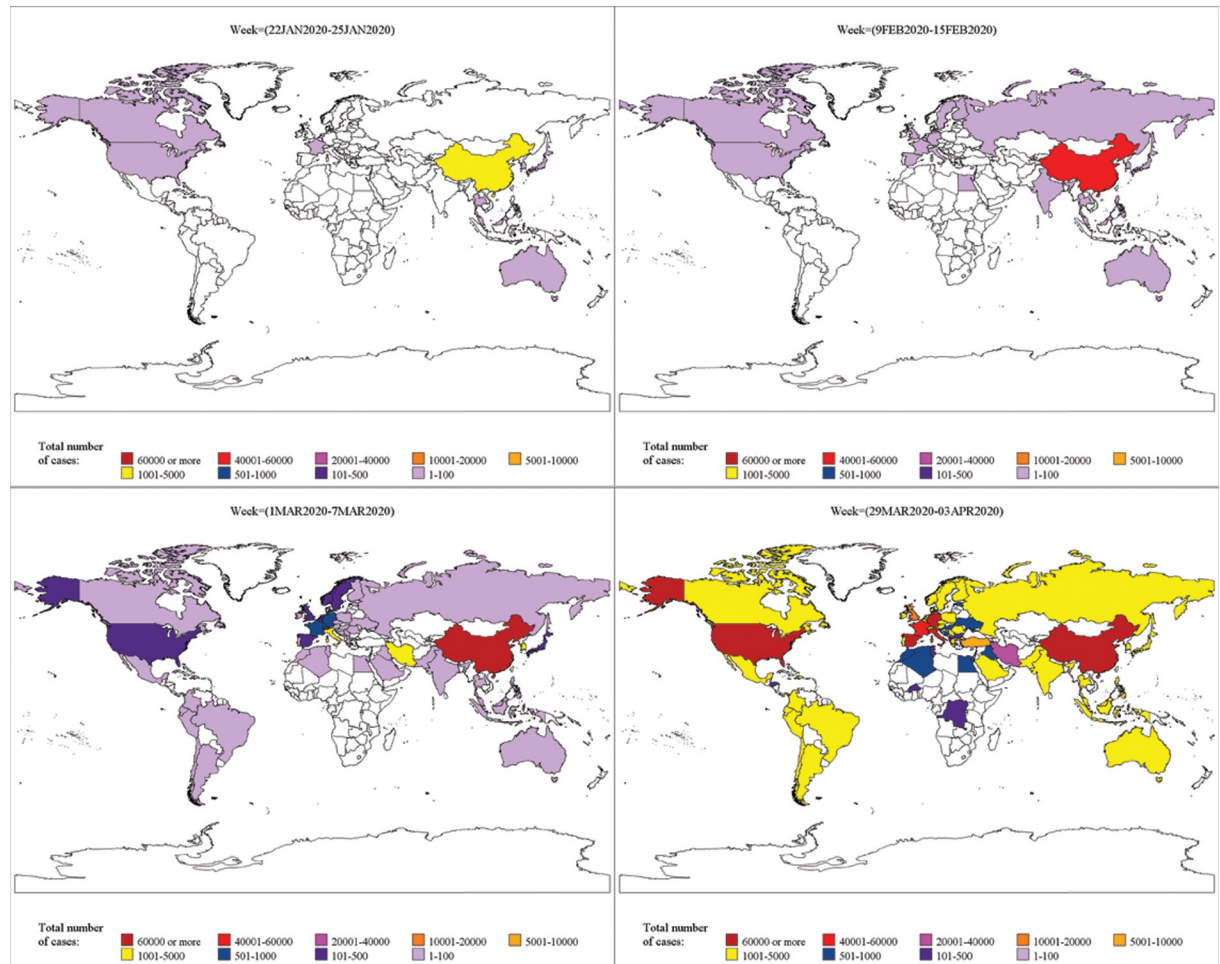 Week=(22JAN2020-25JAN2020)
Total number
of cases:
60000 or more 40001-60000 20001-40000 10001-20000 5001-10000
1001-5000 501-1000 101-500 1-100
Week=(9FEB2020-15FEB2020)
Total number
of cases:
60000 or more 40001-60000 20001-40000 10001-20000 5001-10000
1001-5000 501-1000 101-500 1-100
Week=(1MAR2020-7MAR2020)
Total number
of cases:
60000 or more 40001-60000 20001-40000 10001-20000 5001-10000
1001-5000 501-1000 101-500 1-100
Week=(29MAR2020-03APR2020)
Total number
of cases:
60000 or more 40001-60000 20001-40000 10001-20000 5001-10000
1001-5000 501-1000 101-500 1-100